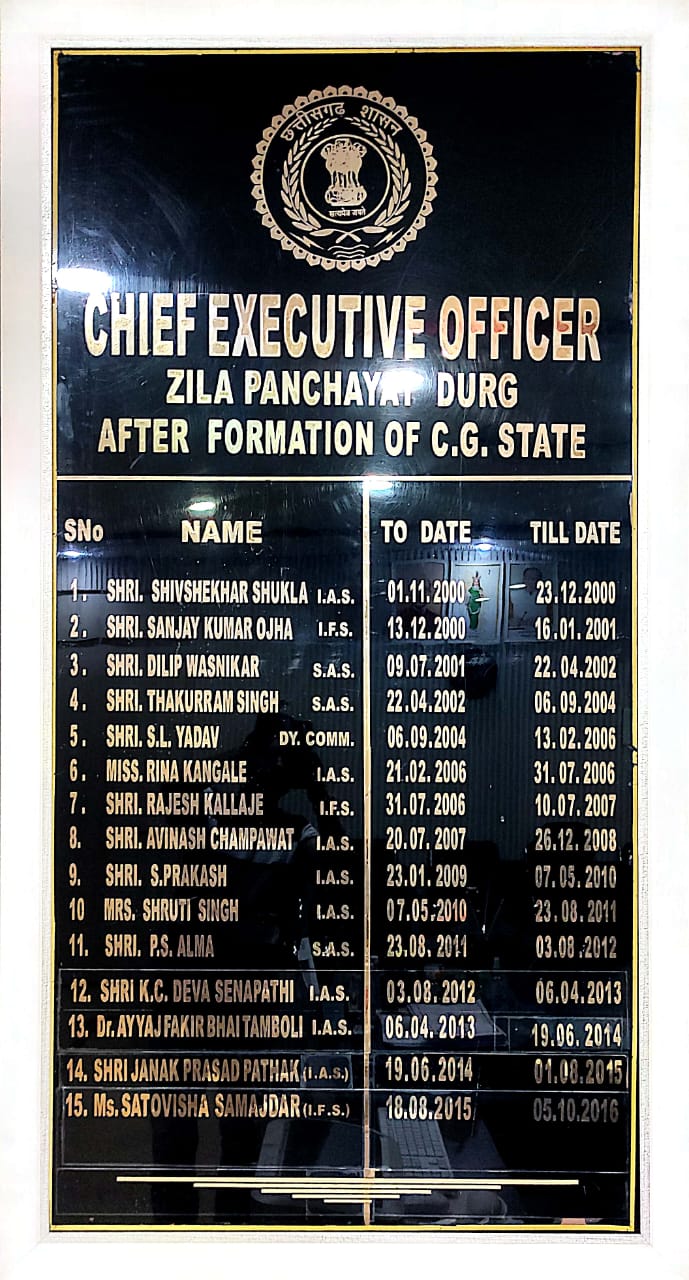 छत्तीसगढ़ शासन
सत्यमेव जयते
CHIEF EXECUTIVE OFFICER
ZILA PANCHAYAT DURG
AFTER FORMATION OF C.G. STATE
SNo NAME TO DATE TILL DATE
1. SHRI. SHIVSHEKHAR SHUKLA I.A.S. 01.11.2000 23.12.2000
2. SHRI. SANJAY KUMAR OJHA I.F.S. 13.12.2000 16.01.2001
3. SHRI. DILIP WASNIKAR S.A.S. 09.07.2001 22.04.2002
4. SHRI. THAKURRAM SINGH S.A.S. 22.04.2002 06.09.2004
5. SHRI. S.L. YADAV DY. COMM. 06.09.2004 13.02.2006
6. MISS. RINA KANGALE I.A.S. 21.02.2006 31.07.2006
7. SHRI. RAJESH KALLAJE I.F.S. 31.07.2006 10.07.2007
8. SHRI. AVINASH CHAMPAWAT I.A.S. 20.07.2007 26.12.2008
9. SHRI. S.PRAKASH I.A.S. 23.01.2009 07.05.2010
10 MRS. SHRUTI SINGH I.A.S. 07.05.2010 23.08.2011
11. SHRI. P.S. ALMA S.A.S. 23.08.2011 03.08.2012
12. SHRI K.C. DEVA SENAPATHI I.A.S. 03.08.2012 06.04.2013
13. Dr. AYYAJ FAKIR BHAI TAMBOLI I.A.S. 06.04.2013 19.06.2014
14. SHRI JANAK PRASAD PATHAK (I.A.S.) 19.06.2014 01.08.2015
15. Ms. SATOVISHA SAMAJDAR (I.F.S.) 18.08.2015 05.10.2016